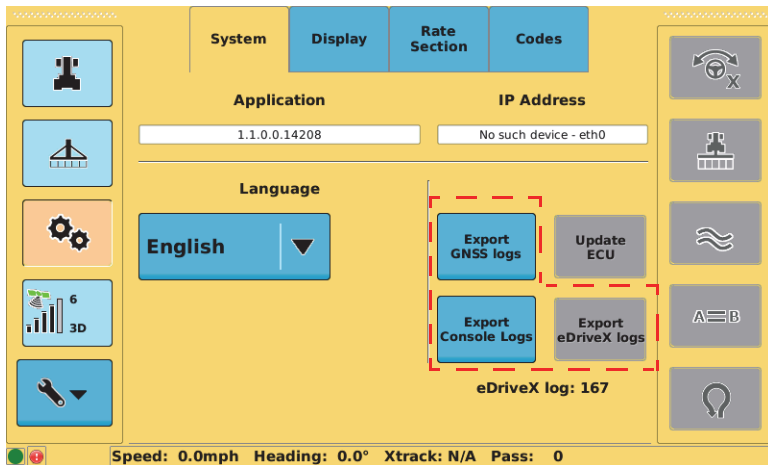 System
Display
Rate
Section
Codes
Application
IP Address
1.1.0.0.14208
No such device - eth0
Language
English
Export
GNSS logs
Update
ECU
Export
Console Logs
Export
eDriveX logs
eDriveX log: 167
6
3D
X
A
B
Speed: 0.0mph Heading: 0.0° Xtrack: N/A Pass: 0